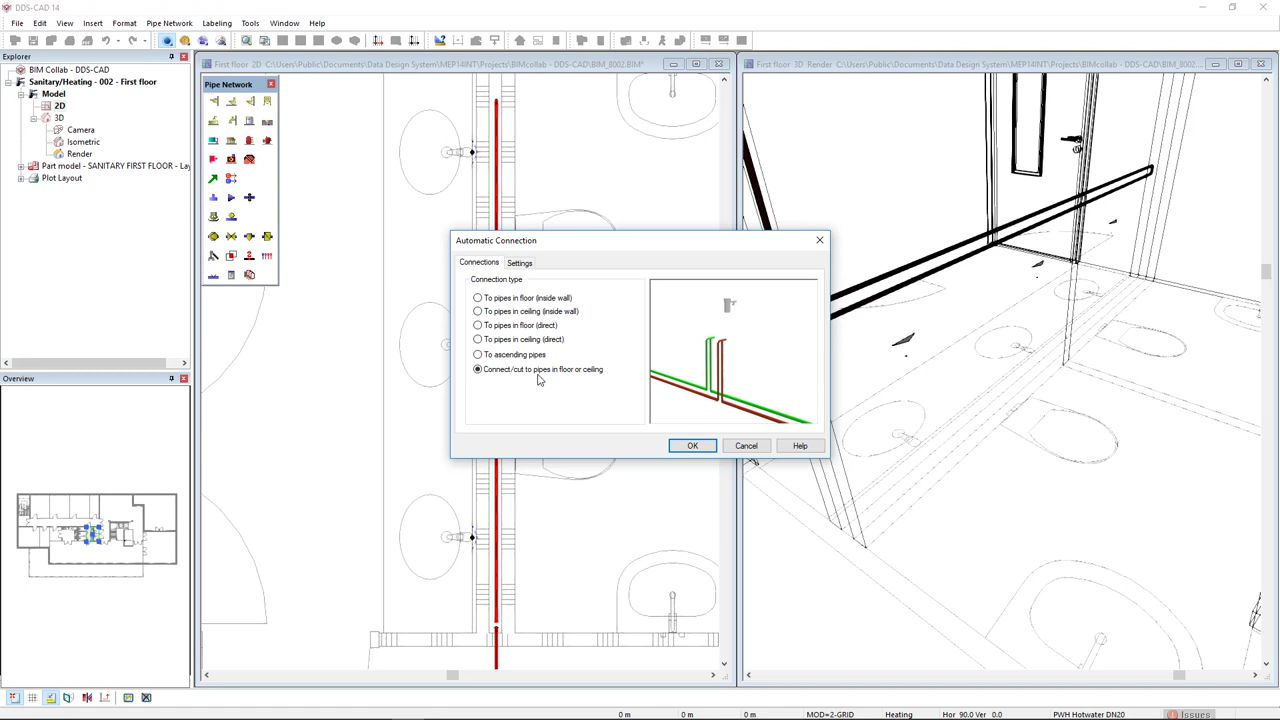 DDS-CAD 14
File Edit View Insert Format Pipe Network Labeling Tools Window Help
Explorer
First floor 2D C:\Users\Public\Documents\Data Design System\MEP14INT\Projects\BIMcollab - DDS-CAD\BIM_8002.BIM*
First floor 3D Render C:\Users\Public\Documents\Data Design System\MEP14INT\Projects\BIMcollab - DDS-CAD\BIM_8002....
BIM Collab - DDS-CAD
Sanitary/Heating - 002 - First floor
Model
2D
3D
Camera
Isometric
Render
Part model - SANITARY FIRST FLOOR - La
Plot Layout
Pipe Network
Automatic Connection
Connections Settings
Connection type
To pipes in floor (inside wall)
To pipes in ceiling (inside wall)
To pipes in floor (direct)
To pipes in ceiling (direct)
To ascending pipes
Connect/cut to pipes in floor or ceiling
OK Cancel Help
Overview
0 m 0 m 0 m MOD=2-GRID Heating Hor 90.0 Ver 0.0 PWH Hotwater DN20 Issues